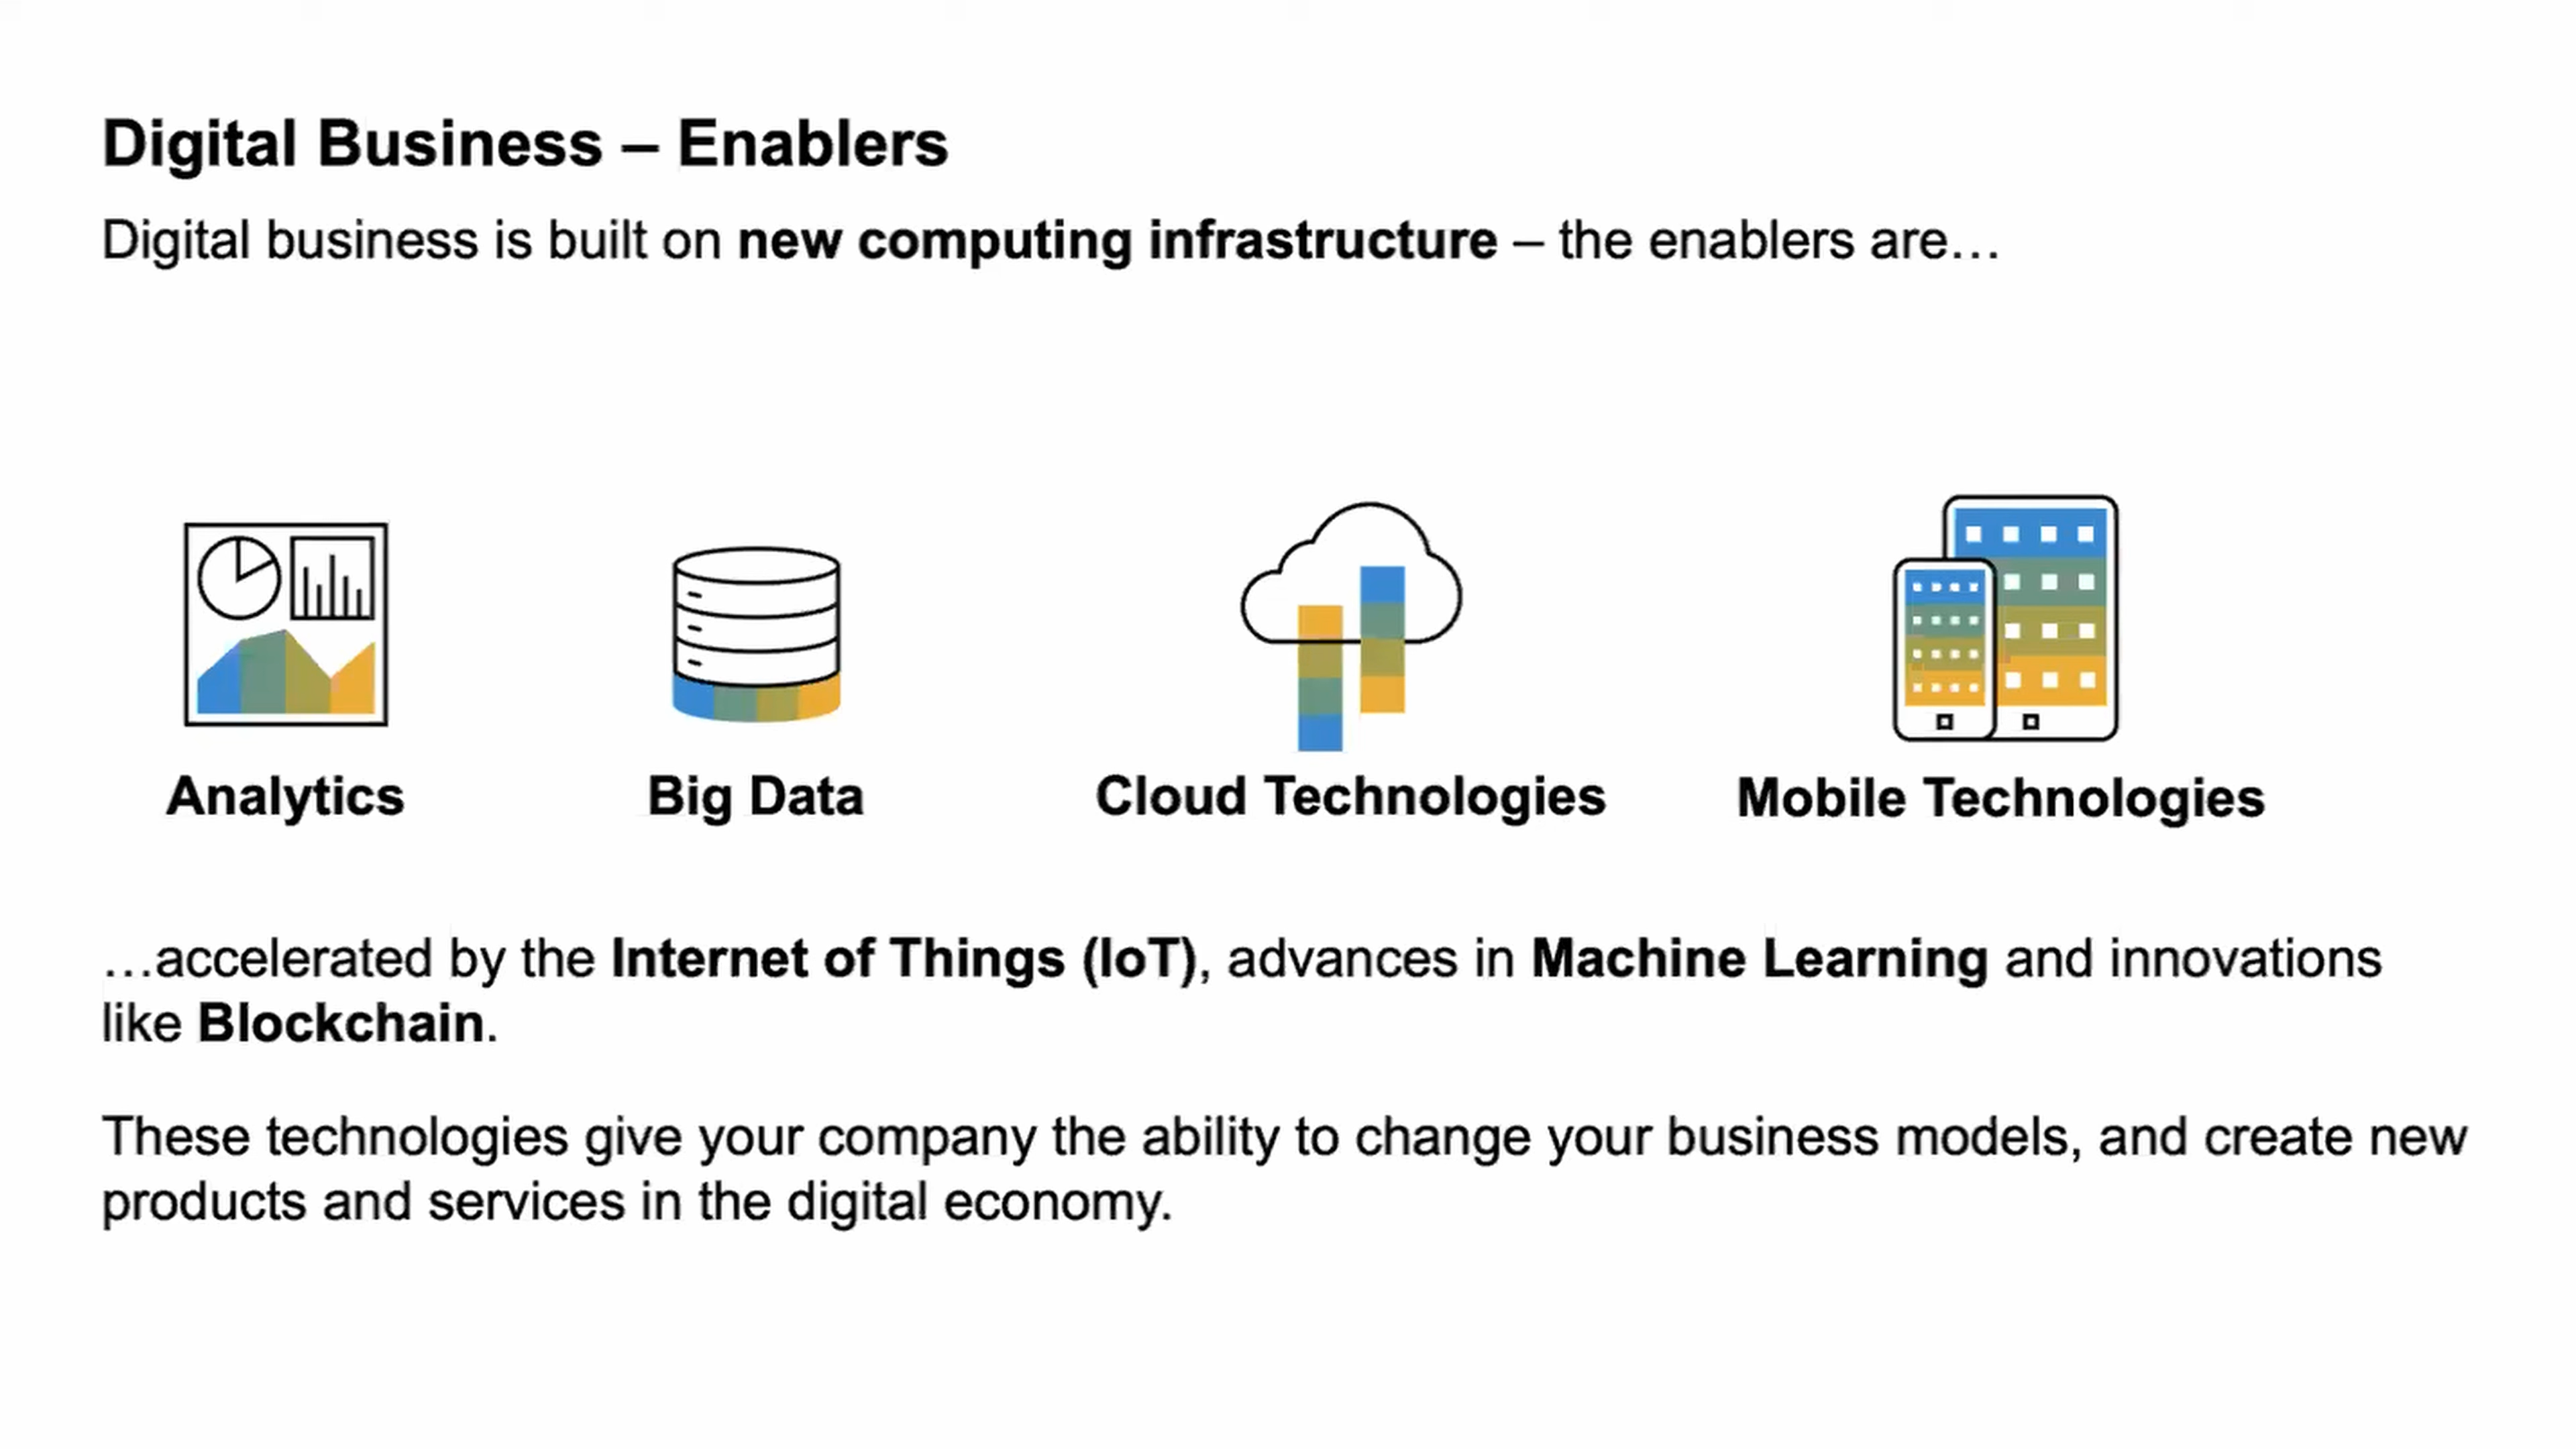 Digital Business – Enablers
Digital business is built on new computing infrastructure – the enablers are…
Analytics
Big Data
Cloud Technologies
Mobile Technologies
…accelerated by the Internet of Things (IoT), advances in Machine Learning and innovations
like Blockchain.
These technologies give your company the ability to change your business models, and create new
products and services in the digital economy.